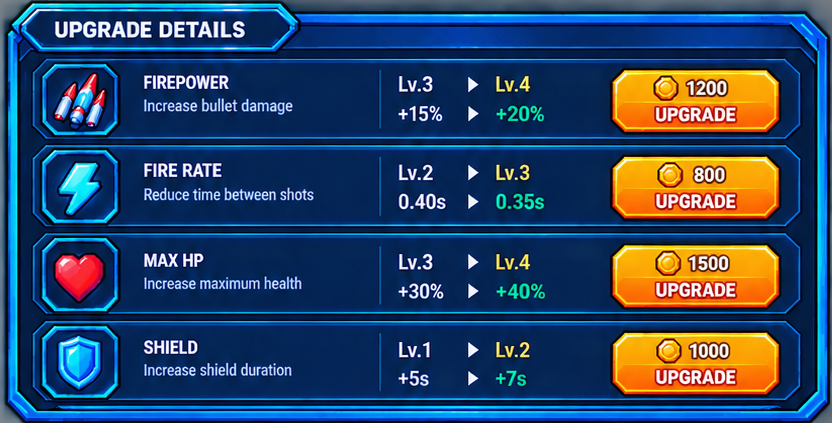 UPGRADE DETAILS
FIREPOWER
Increase bullet damage
Lv.3 ▶ Lv.4
+15% ▶ +20%
1200
UPGRADE
FIRE RATE
Reduce time between shots
Lv.2 ▶ Lv.3
0.40s ▶ 0.35s
800
UPGRADE
MAX HP
Increase maximum health
Lv.3 ▶ Lv.4
+30% ▶ +40%
1500
UPGRADE
SHIELD
Increase shield duration
Lv.1 ▶ Lv.2
+5s ▶ +7s
1000
UPGRADE